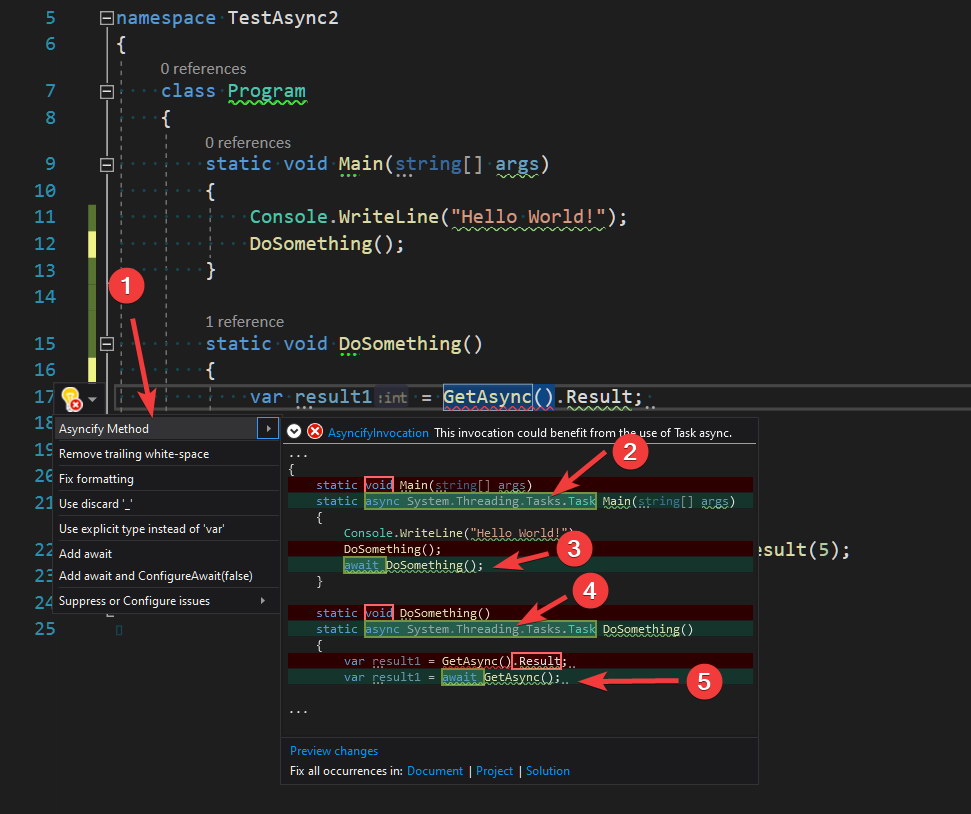 5 namespace TestAsync2
6 {
0 references
7 class Program
8 {
0 references
9 static void Main(string[] args)
10 {
11 Console.WriteLine("Hello World!");
12 DoSomething();
13 }
1
14
1 reference
15 static void DoSomething()
16 {
17 var result1:int = GetAsync().Result;
18
19
20
21
22 esult(5);
23
24
25
Asyncify Method
Remove trailing white-space
Fix formatting
Use discard '_'
Use explicit type instead of 'var'
Add await
Add await and ConfigureAwait(false)
Suppress or Configure issues
AsyncifyInvocation This invocation could benefit from the use of Task async.
...
2
{
static void Main(string[] args)
static async System.Threading.Tasks.Task Main(string[] args)
{
Console.WriteLine("Hello World!")
DoSomething();
3
await DoSomething();
}
4
static void DoSomething()
static async System.Threading.Tasks.Task DoSomething()
{
var result1 = GetAsync().Result;
var result1 = await GetAsync();
5
...
Preview changes
Fix all occurrences in: Document | Project | Solution